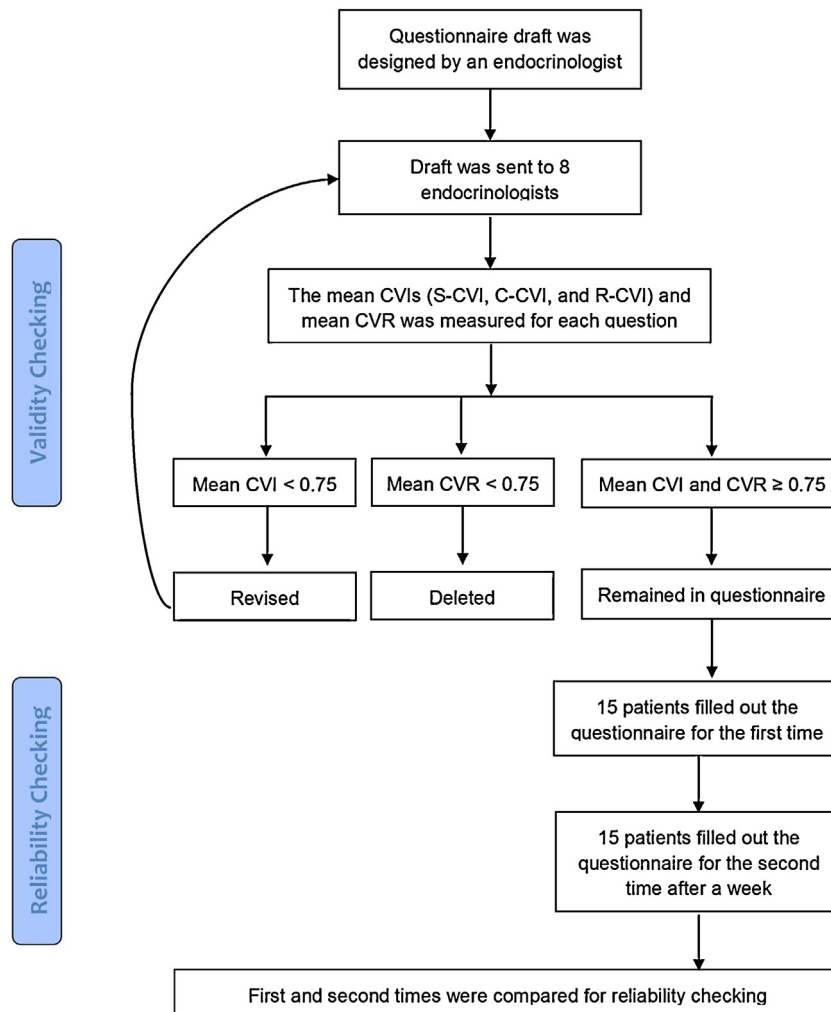 Questionnaire draft was
designed by an endocrinologist
Draft was sent to 8
endocrinologists
Validity Checking
The mean CVIs (S-CVI, C-CVI, and R-CVI) and
mean CVR was measured for each question
Mean CVI < 0.75
Mean CVR < 0.75
Mean CVI and CVR ≥ 0.75
Revised
Deleted
Remained in questionnaire
Reliability Checking
15 patients filled out the
questionnaire for the first time
15 patients filled out the
questionnaire for the second
time after a week
First and second times were compared for reliability checking